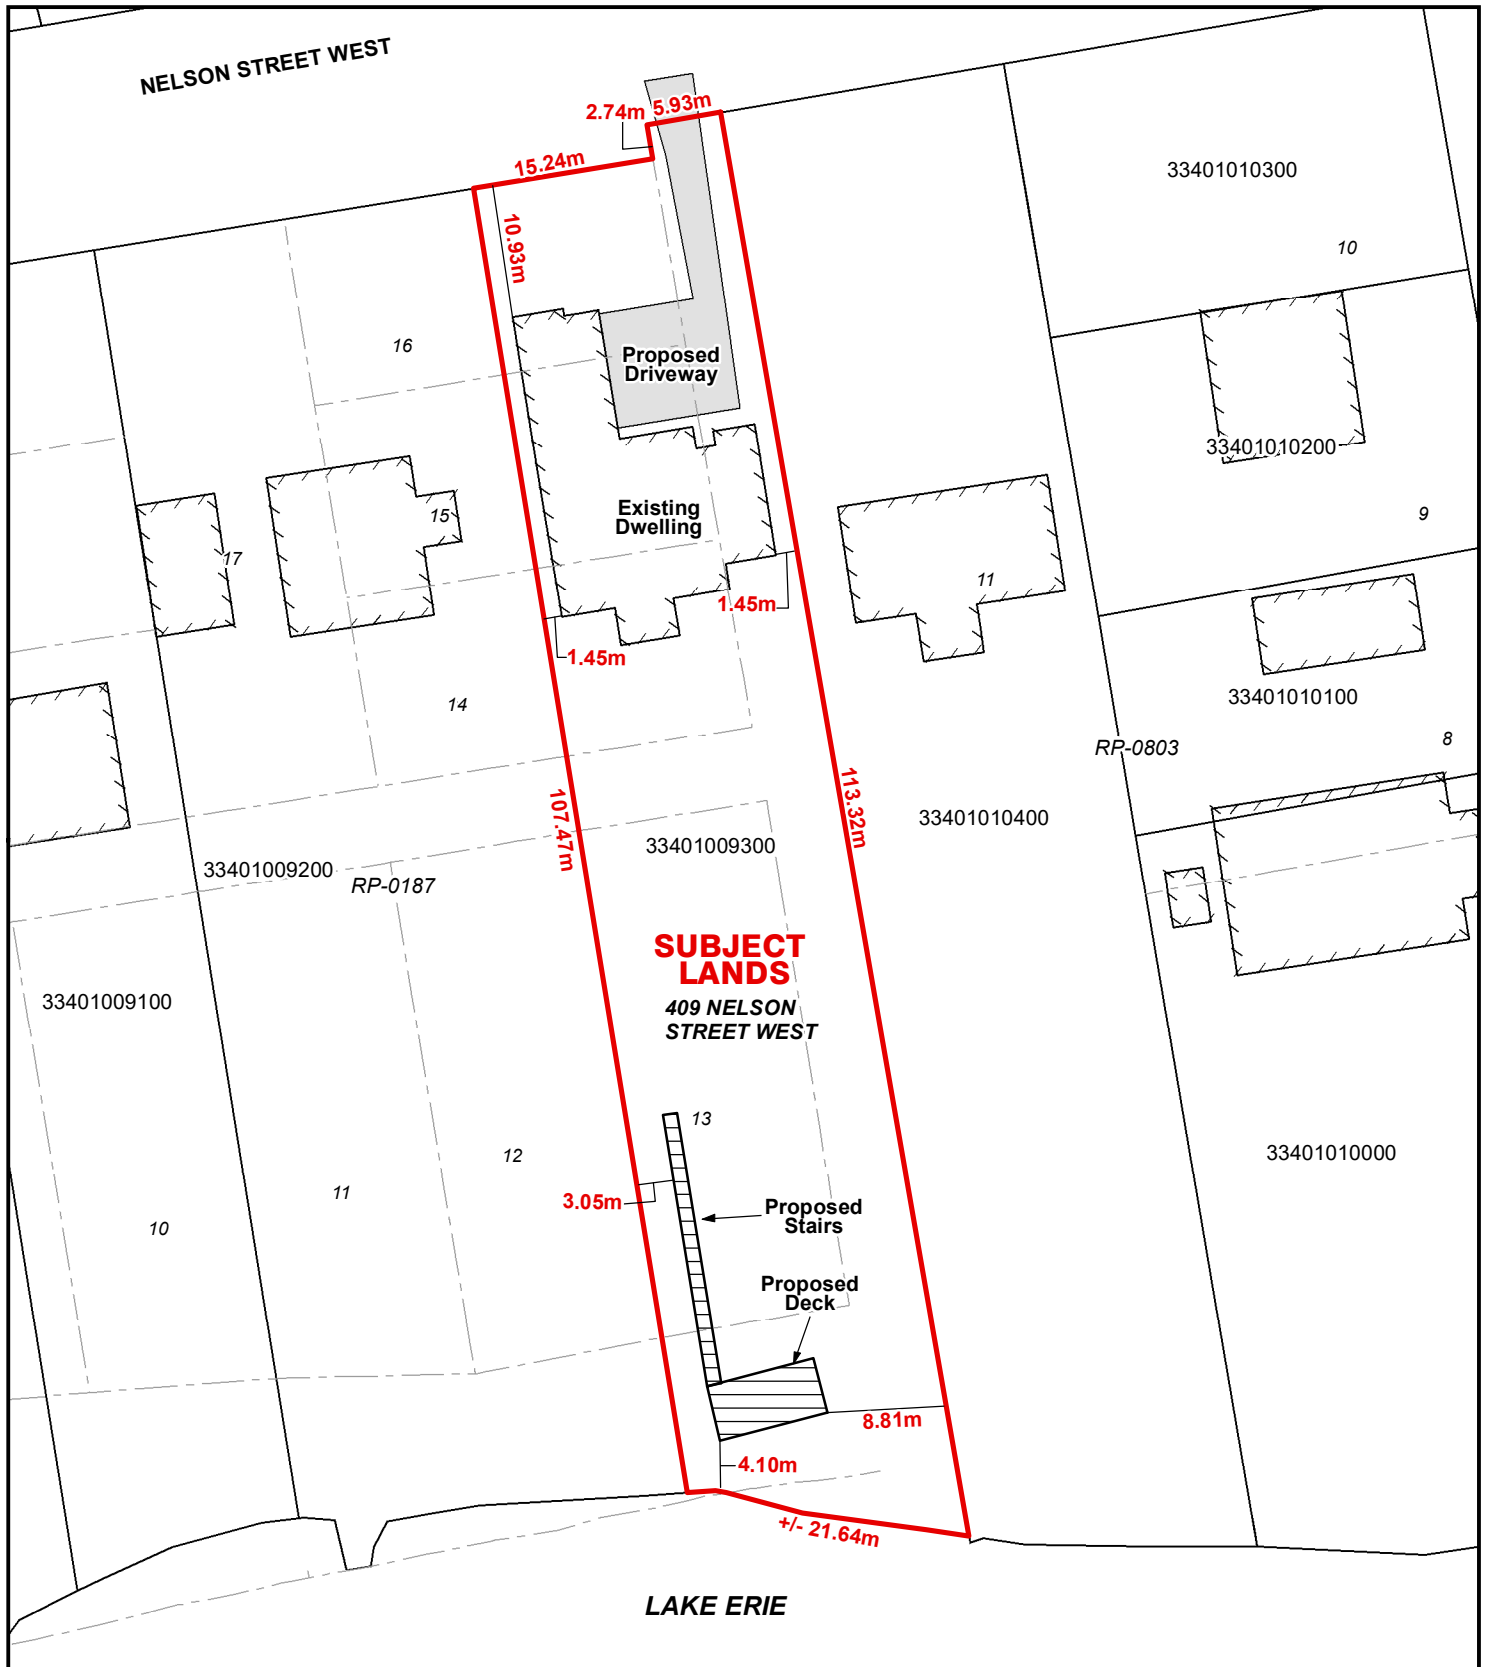 NELSON STREET WEST
2.74m
5.93m
15.24m
33401010300
10.93m
10
16
Proposed
Driveway
33401010200
15
Existing
Dwelling
9
17
11
1.45m
1.45m
33401010100
14
RP-0803
8
107.47m
113.32m
33401010400
33401009300
33401009200
RP-0187
SUBJECT
LANDS
33401009100
409 NELSON
STREET WEST
13
12
33401010000
11
3.05m
Proposed
Stairs
10
Proposed
Deck
8.81m
4.10m
+/- 21.64m
LAKE ERIE